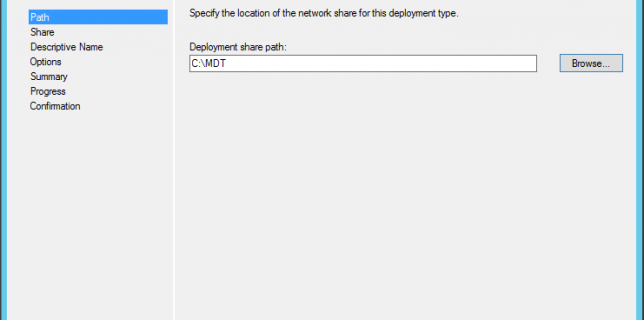 Path
Share
Descriptive Name
Options
Summary
Progress
Confirmation
Specify the location of the network share for this deployment type.
Deployment share path:
C:\MDT
Browse...